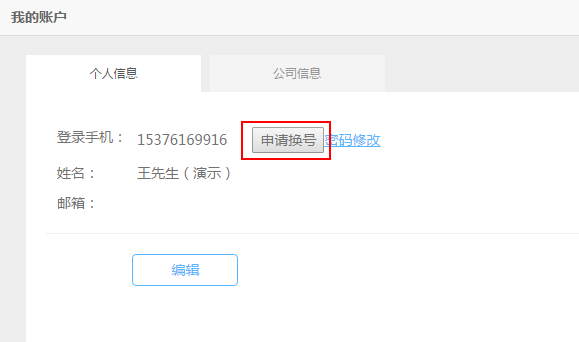 我的账户
个人信息 公司信息
登录手机： 15376169916 申请换号 密码修改
姓名： 王先生（演示）
邮箱：
编辑